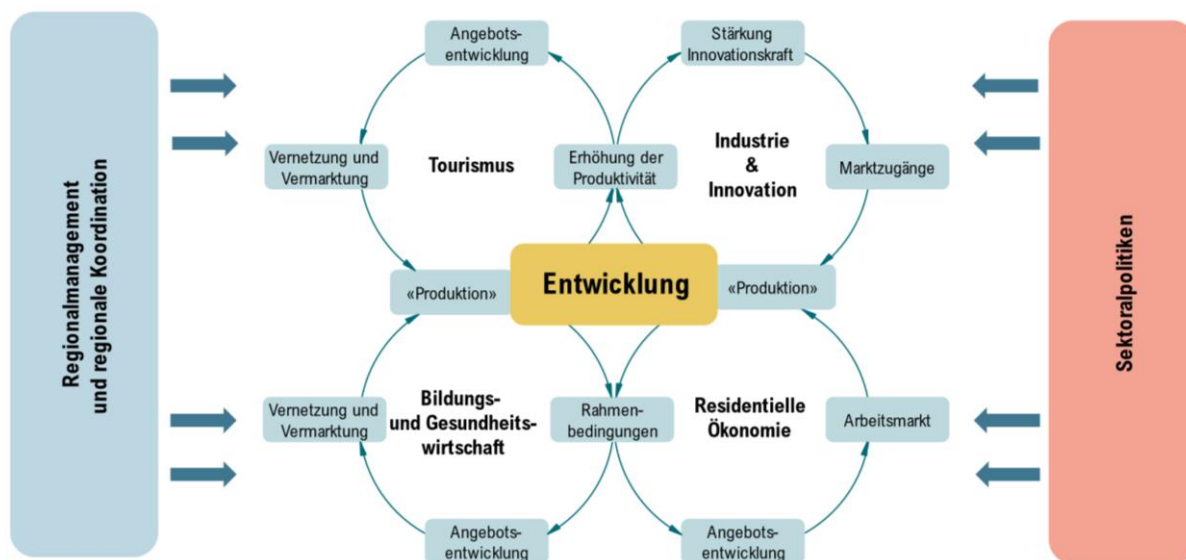 Regionalmanagement
und regionale Koordination
Angebots-
entwicklung
Stärkung
Innovationskraft
Vernetzung und
Vermarktung
Tourismus
Erhöhung der
Produktivität
Industrie
&
Innovation
Marktzugänge
«Produktion»
Entwicklung
«Produktion»
Vernetzung und
Vermarktung
Bildungs-
und Gesundheits-
wirtschaft
Rahmen-
bedingungen
Residentielle
Ökonomie
Arbeitsmarkt
Angebots-
entwicklung
Angebots-
entwicklung
Sektoralpolitiken